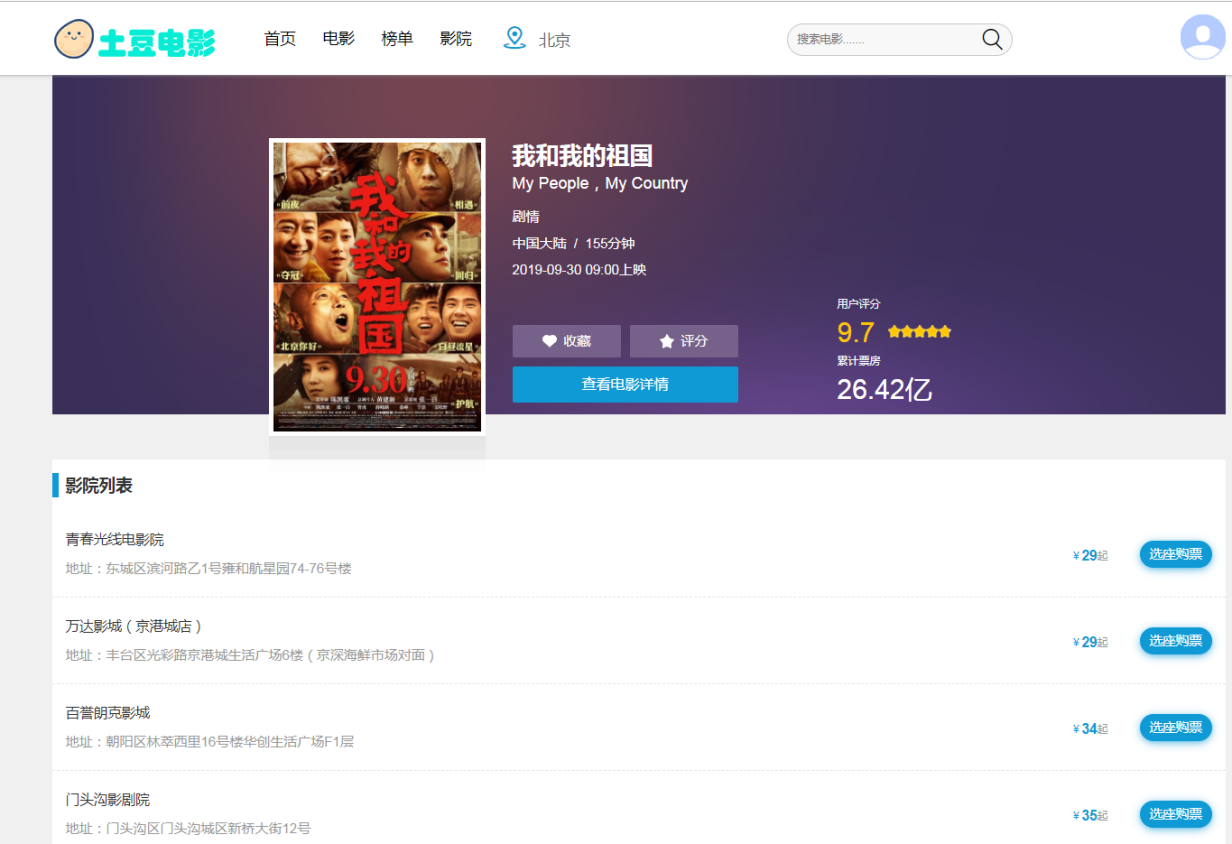 土豆电影
首页 电影 榜单 影院 北京
搜索电影.......
我和我的祖国
My People，My Country
剧情
中国大陆 / 155分钟
2019-09-30 09:00上映
收藏 评分
查看电影详情
用户评分
9.7
累计票房
26.42亿
前夜
相遇
夺冠
回归
北京你好
白昼流星
护航
我和我的祖国
9.30
影院列表
青春光线电影院
地址：东城区滨河路乙1号雍和航星园74-76号楼
￥29起 选座购票
万达影城（京港城店）
地址：丰台区光彩路京港城生活广场6楼（京深海鲜市场对面）
￥29起 选座购票
百誉朗克影城
地址：朝阳区林萃西里16号楼华创生活广场F1层
￥34起 选座购票
门头沟影剧院
地址：门头沟区门头沟城区新桥大街12号
￥35起 选座购票